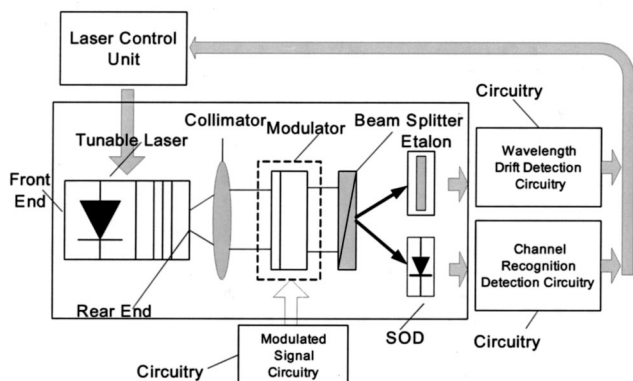 Laser Control
Unit
Circuitry
Tunable Laser
Collimator
Modulator
Beam Splitter
Etalon
Wavelength
Drift Detection
Circuitry
Front
End
Channel
Recognition
Detection Circuitry
Rear End
SOD
Circuitry
Modulated
Signal
Circuitry
Circuitry